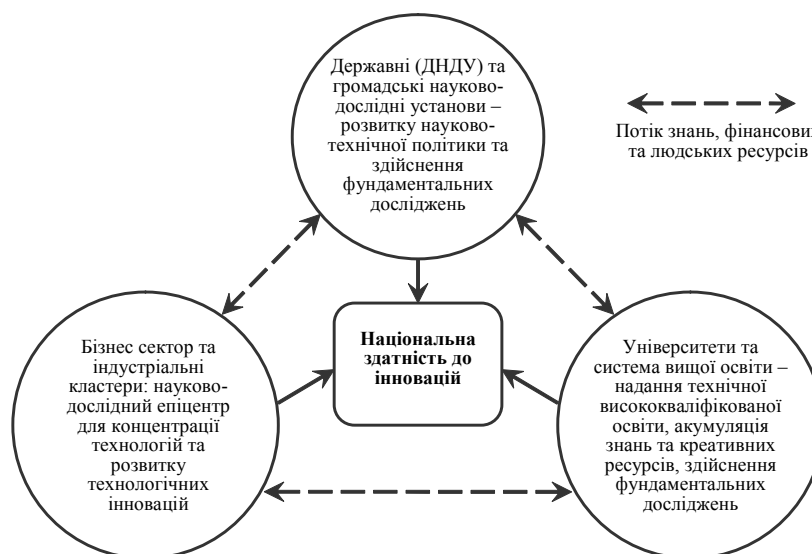 Державні (ДНДУ) та
громадські науково-
дослідні установи –
розвитку науково-
технічної політики та
здійснення
фундаментальних
досліджень
Потік знань, фінансових
та людських ресурсів
Національна
здатність до
інновацій
Бізнес сектор та
індустріальні
кластери: науково-
дослідний епіцентр
для концентрації
технологій та
розвитку
технологічних
інновацій
Університети та
система вищої освіти –
надання технічної
висококваліфікованої
освіти, акумуляція
знань та креативних
ресурсів, здійснення
фундаментальних
досліджень